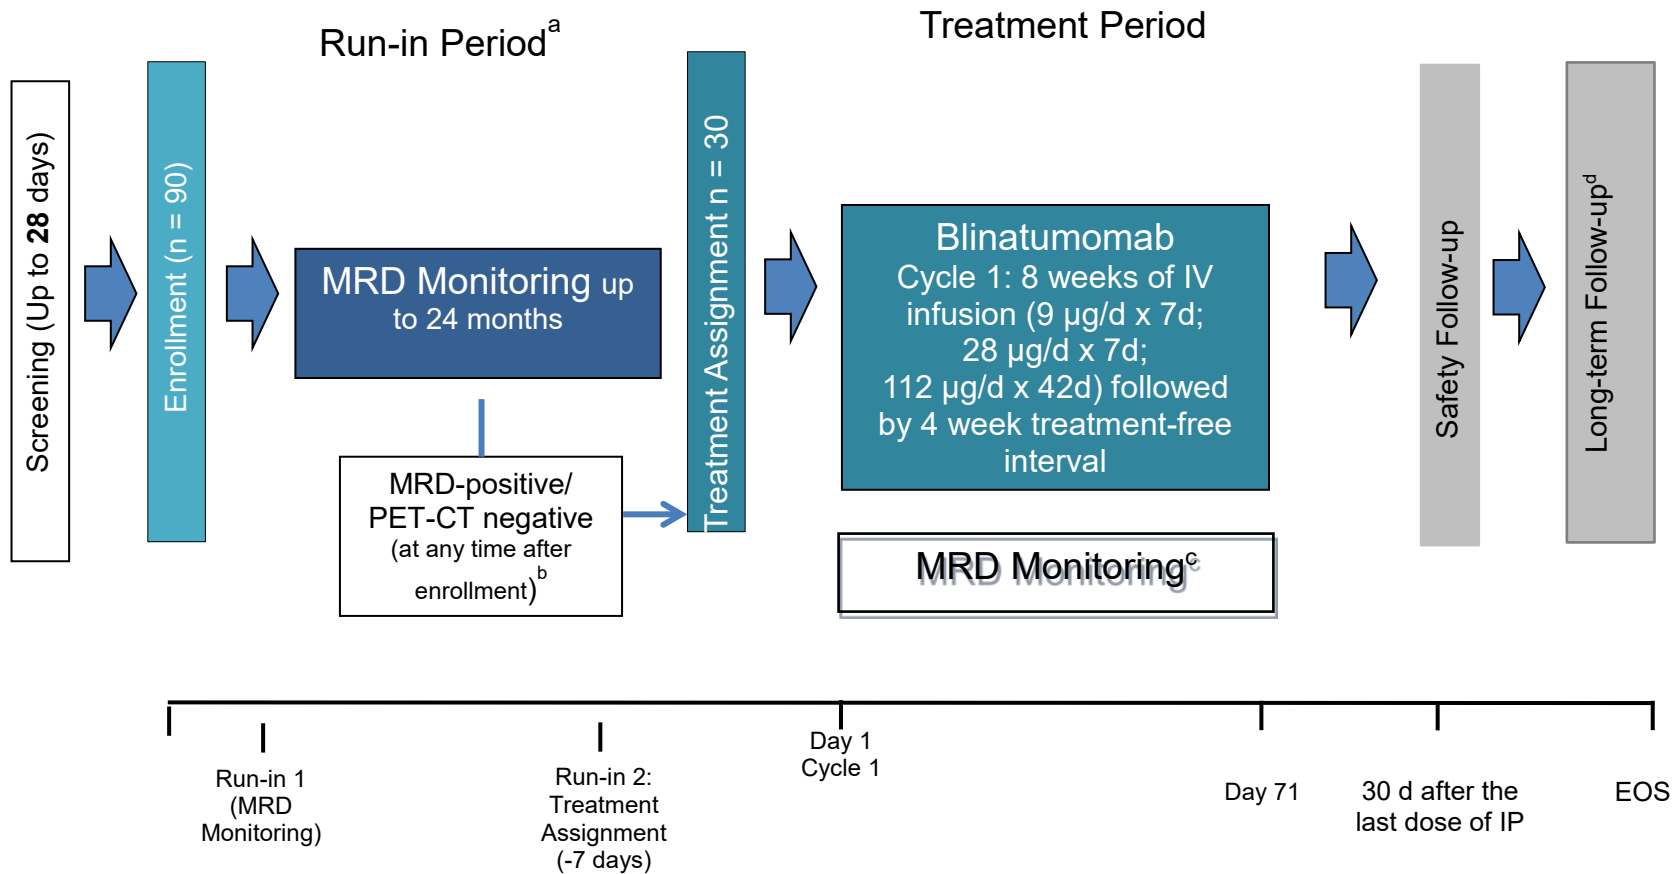 Run-in Periodᵃ
Treatment Period
Screening (Up to 28 days)
Enrollment (n = 90)
MRD Monitoring up
to 24 months
MRD-positive/
PET-CT negative
(at any time after
enrollment)ᵇ
Treatment Assignment n = 30
Blinatumomab
Cycle 1: 8 weeks of IV
infusion (9 µg/d x 7d;
28 µg/d x 7d;
112 µg/d x 42d) followed
by 4 week treatment-free
interval
MRD Monitoringᶜ
Safety Follow-up
Long-term Follow-upᵈ
Run-in 1
(MRD
Monitoring)
Run-in 2:
Treatment
Assignment
(-7 days)
Day 1
Cycle 1
Day 71
30 d after the
last dose of IP
EOS